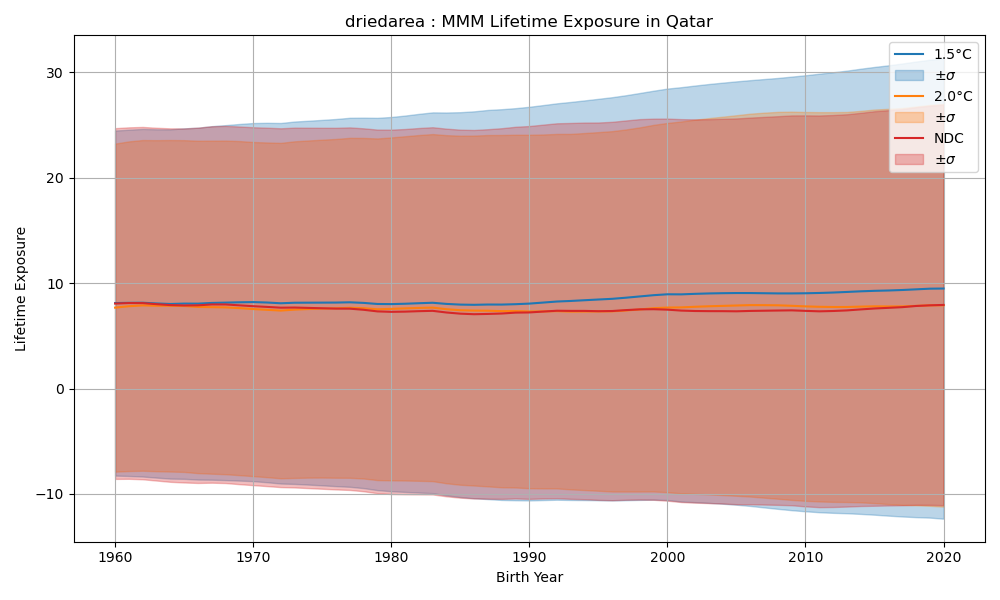 driedarea : MMM Lifetime Exposure in Qatar
Lifetime Exposure
30
20
10
0
−10
1960
1970
1980
1990
2000
2010
2020
Birth Year
1.5°C
±σ
2.0°C
±σ
NDC
±σ